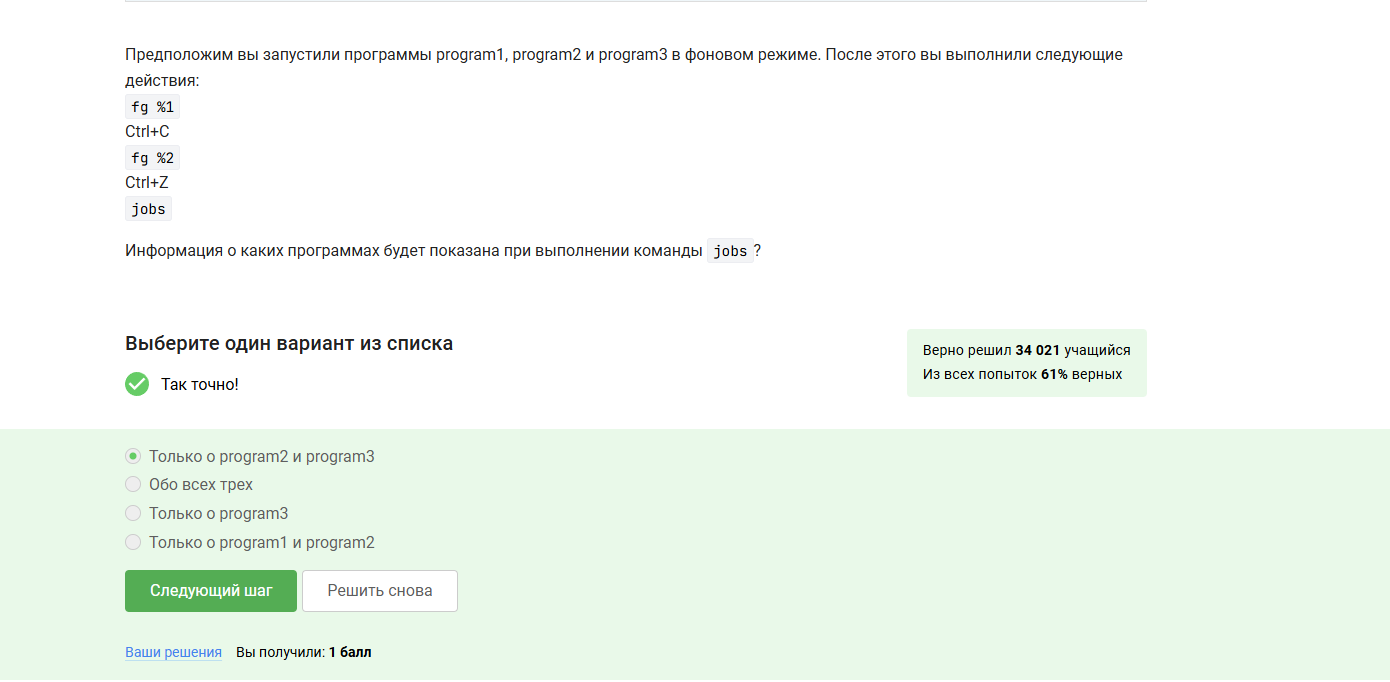 Предположим вы запустили программы program1, program2 и program3 в фоновом режиме. После этого вы выполнили следующие
действия:
fg %1
Ctrl+C
fg %2
Ctrl+Z
jobs
Информация о каких программах будет показана при выполнении команды jobs?
Выберите один вариант из списка
Так точно!
Верно решил 34 021 учащийся
Из всех попыток 61% верных
Только о program2 и program3
Обо всех трех
Только о program3
Только о program1 и program2
Следующий шаг
Решить снова
Ваши решения Вы получили: 1 балл